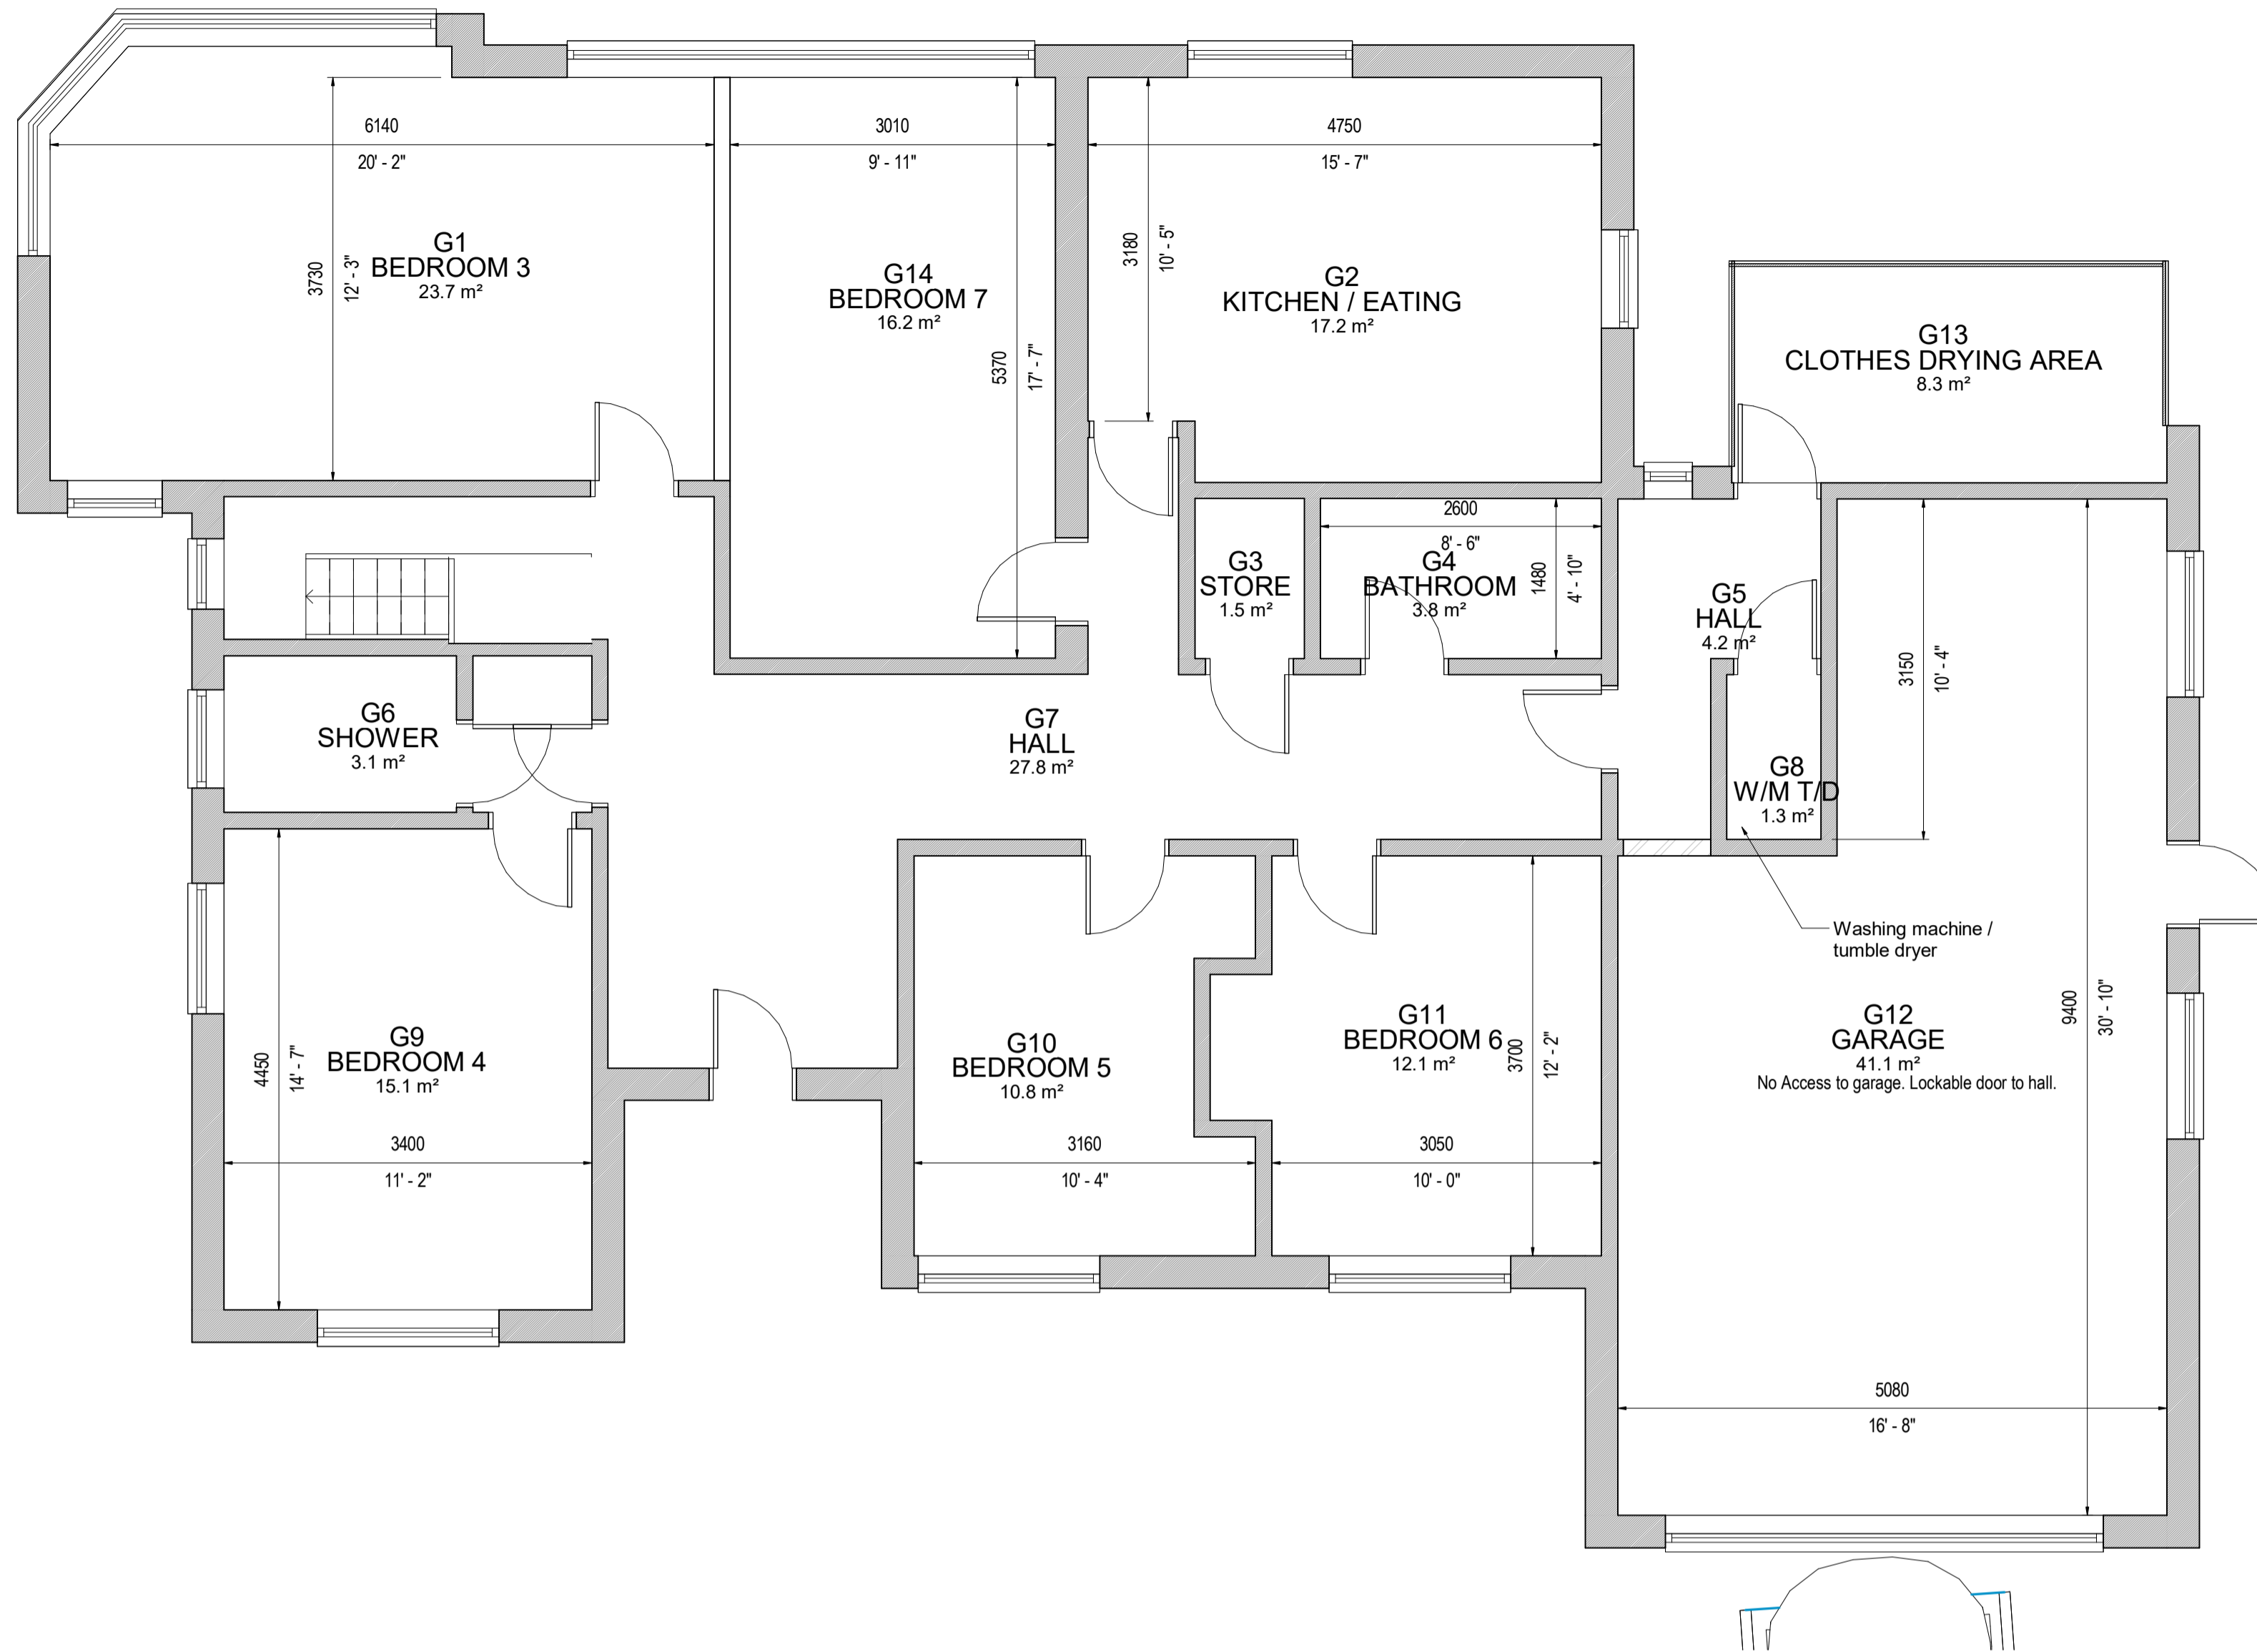 6140
20' - 2"
3730
12' - 3"
G1
BEDROOM 3
23.7 m²
3010
9' - 11"
G14
BEDROOM 7
16.2 m²
5370
17' - 7"
4750
15' - 7"
3180
10' - 5"
G2
KITCHEN / EATING
17.2 m²
G13
CLOTHES DRYING AREA
8.3 m²
G3
STORE
1.5 m²
2600
8' - 6"
G4
BATHROOM
3.8 m²
1480
4' - 10"
G5
HALL
4.2 m²
3150
10' - 4"
G6
SHOWER
3.1 m²
G7
HALL
27.8 m²
G8
W/M T/D
1.3 m²
Washing machine /
tumble dryer
G9
BEDROOM 4
15.1 m²
4450
14' - 7"
3400
11' - 2"
G10
BEDROOM 5
10.8 m²
3160
10' - 4"
G11
BEDROOM 6
12.1 m²
3700
12' - 2"
3050
10' - 0"
G12
GARAGE
41.1 m²
No Access to garage. Lockable door to hall.
9400
30' - 10"
5080
16' - 8"